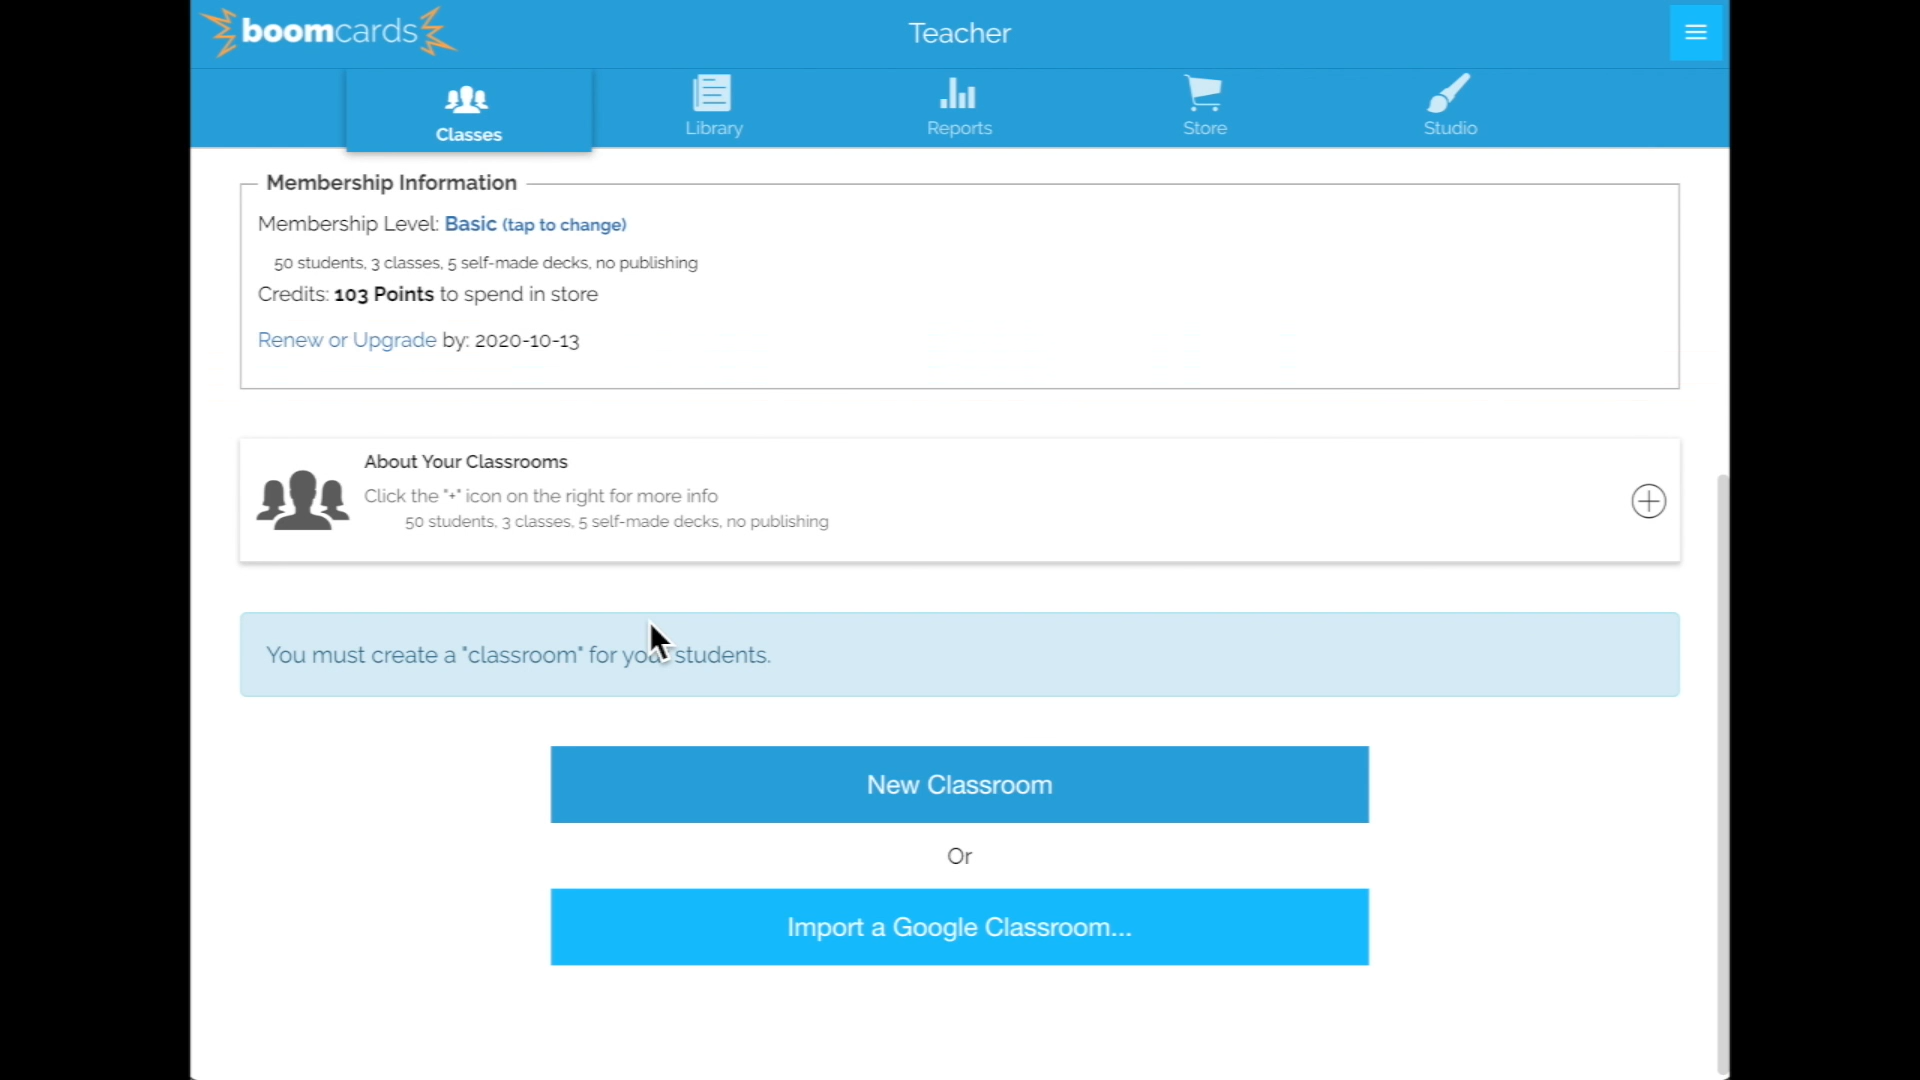 boomcards
Teacher
Classes
Library
Reports
Store
Studio
Membership Information
Membership Level: Basic (tap to change)
50 students, 3 classes, 5 self-made decks, no publishing
Credits: 103 Points to spend in store
Renew or Upgrade by: 2020-10-13
About Your Classrooms
Click the "+" icon on the right for more info
50 students, 3 classes, 5 self-made decks, no publishing
You must create a "classroom" for your students.
New Classroom
Or
Import a Google Classroom...